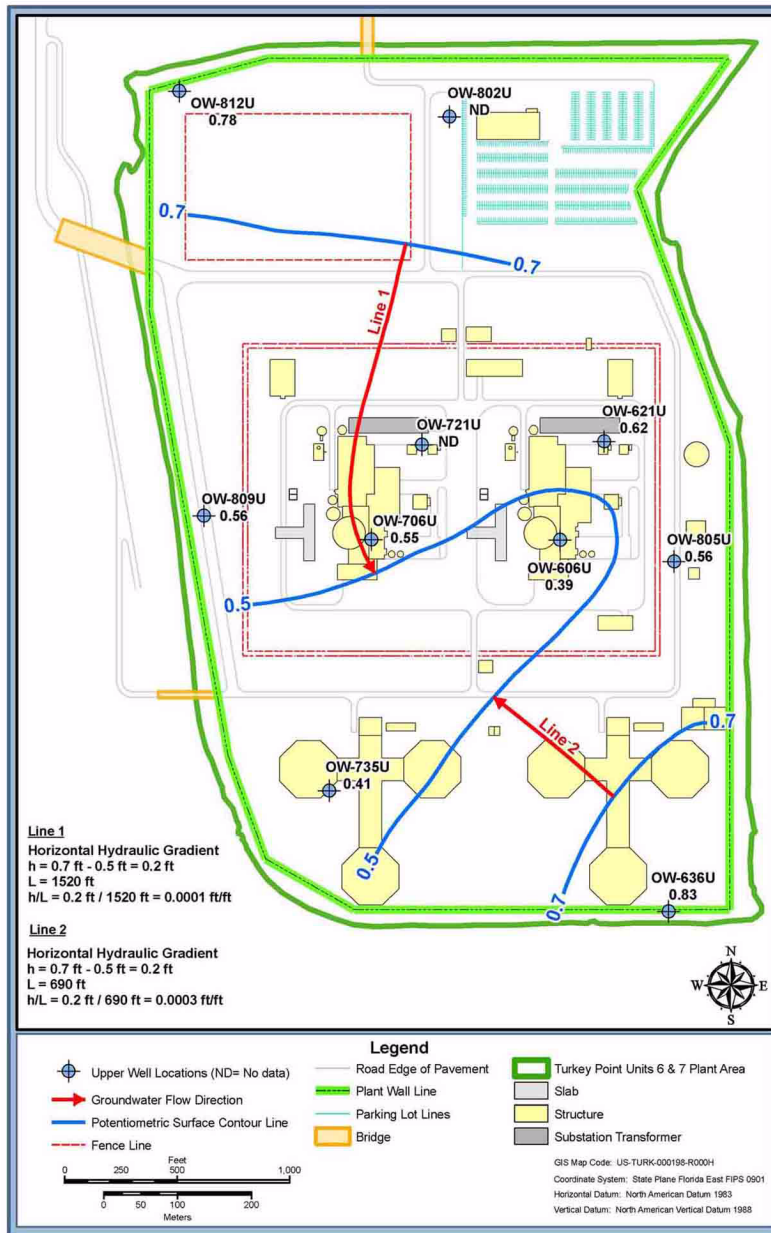 OW-812U
0.78
OW-802U
ND
0.7
0.7
Line 1
OW-721U
ND
OW-621U
0.62
OW-809U
0.56
OW-706U
0.55
OW-606U
0.39
OW-805U
0.56
0.5
0.7
Line 2
OW-735U
0.41
0.5
0.7
OW-636U
0.83
Line 1
Horizontal Hydraulic Gradient
h = 0.7 ft - 0.5 ft = 0.2 ft
L = 1520 ft
h/L = 0.2 ft / 1520 ft = 0.0001 ft/ft
Line 2
Horizontal Hydraulic Gradient
h = 0.7 ft - 0.5 ft = 0.2 ft
L = 690 ft
h/L = 0.2 ft / 690 ft = 0.0003 ft/ft
N
W E
S
Legend
Upper Well Locations (ND= No data)
Groundwater Flow Direction
Potentiometric Surface Contour Line
Fence Line
Road Edge of Pavement
Plant Wall Line
Parking Lot Lines
Bridge
Turkey Point Units 6 & 7 Plant Area
Slab
Structure
Substation Transformer
Feet
0 250 500 1,000
0 50 100 200
Meters
GIS Map Code: US-TURK-000198-R000H
Coordinate System: State Plane Florida East FIPS 0901
Horizontal Datum: North American Datum 1983
Vertical Datum: North American Vertical Datum 1988